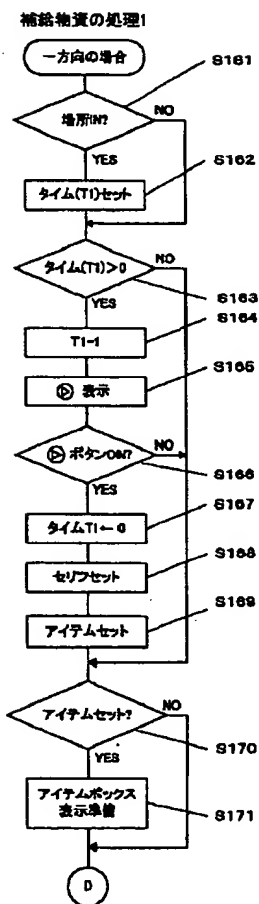 補給物資の処理1
一方向の場合
S161
場所IN?
NO
YES
S162
タイム(T1)セット
タイム(T1)>0
NO
S163
YES
S164
T1-1
S165
▷ 表示
▷ ボタンON?
NO
S166
YES
S167
タイムT1←0
S168
セリフセット
S169
アイテムセット
アイテムセット?
NO
S170
YES
アイテムボックス
表示準備
S171
D